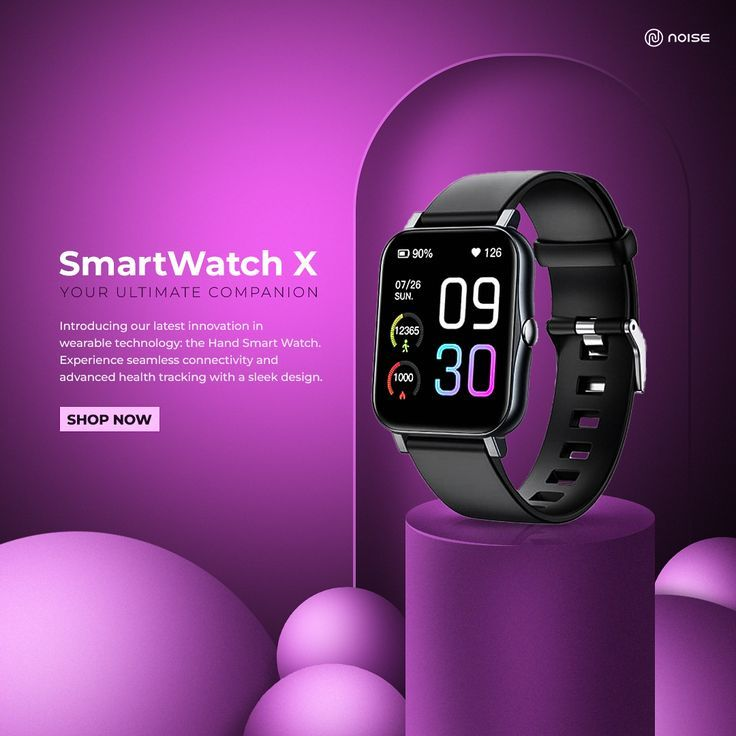 NOISE
SmartWatch X
YOUR ULTIMATE COMPANION
Introducing our latest innovation in
wearable technology: the Hand Smart Watch.
Experience seamless connectivity and
advanced health tracking with a sleek design.
SHOP NOW
90% 126
07/26
SUN.
09
12365
30
1000